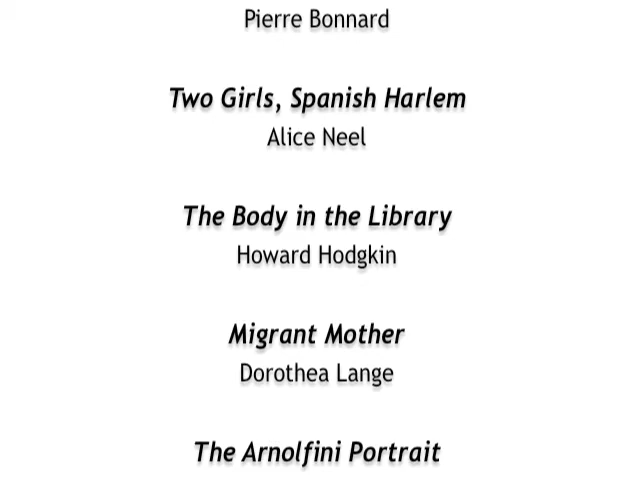 Pierre Bonnard
Two Girls, Spanish Harlem
Alice Neel
The Body in the Library
Howard Hodgkin
Migrant Mother
Dorothea Lange
The Arnolfini Portrait